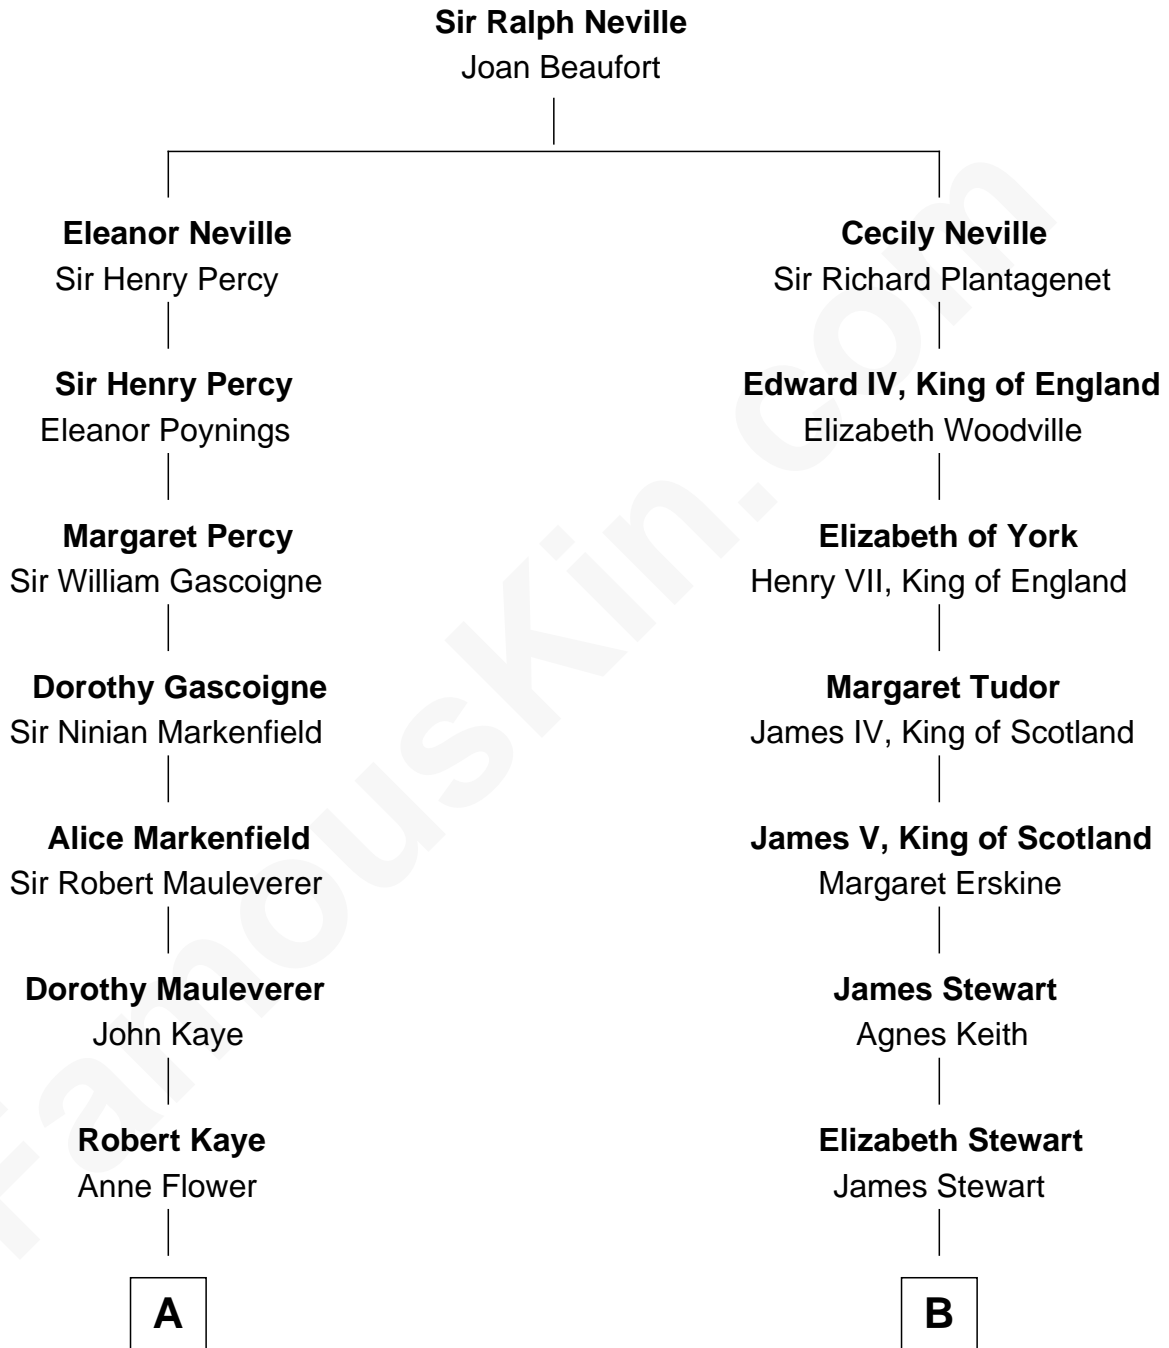 Sir Ralph Neville
Joan Beaufort
Eleanor Neville
Sir Henry Percy
Cecily Neville
Sir Richard Plantagenet
Sir Henry Percy
Eleanor Poynings
Edward IV, King of England
Elizabeth Woodville
Margaret Percy
Sir William Gascoigne
Elizabeth of York
Henry VII, King of England
Dorothy Gascoigne
Sir Ninian Markenfield
Margaret Tudor
James IV, King of Scotland
Alice Markenfield
Sir Robert Mauleverer
James V, King of Scotland
Margaret Erskine
Dorothy Mauleverer
John Kaye
James Stewart
Agnes Keith
Robert Kaye
Anne Flower
Elizabeth Stewart
James Stewart
A
B
FamousKin.com